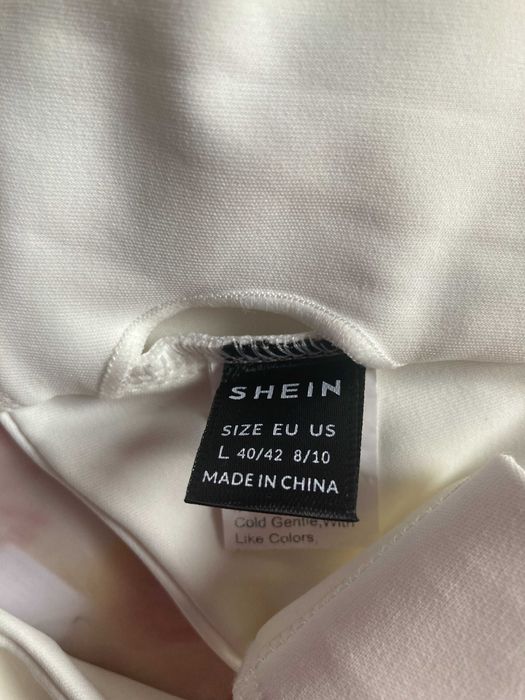 SHEIN
SIZE EU US
L 40/42 8/10
MADE IN CHINA
Cold Gentle,With
Like Colors,